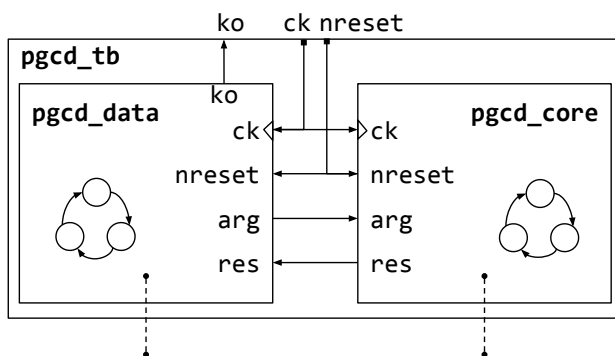 ko ck nreset
pgcd_tb
ko
pgcd_data pgcd_core
ck ck
nreset nreset
arg arg
res res